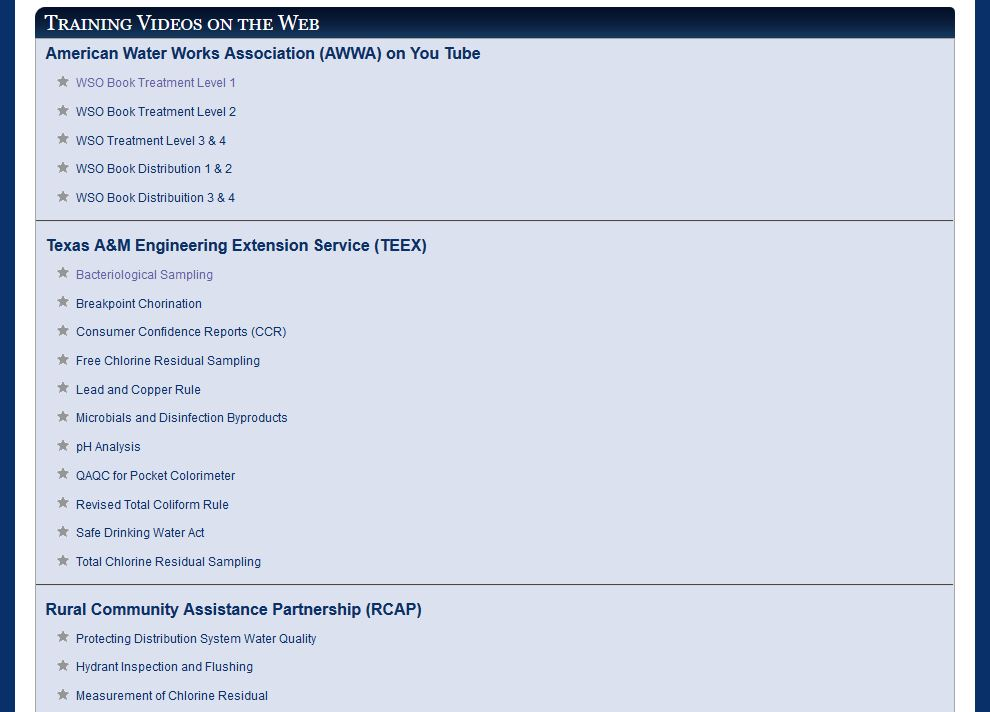 Training Videos on the Web
American Water Works Association (AWWA) on You Tube
WSO Book Treatment Level 1
WSO Book Treatment Level 2
WSO Treatment Level 3 & 4
WSO Book Distribution 1 & 2
WSO Book Distribuition 3 & 4
Texas A&M Engineering Extension Service (TEEX)
Bacteriological Sampling
Breakpoint Chorination
Consumer Confidence Reports (CCR)
Free Chlorine Residual Sampling
Lead and Copper Rule
Microbials and Disinfection Byproducts
pH Analysis
QAQC for Pocket Colorimeter
Revised Total Coliform Rule
Safe Drinking Water Act
Total Chlorine Residual Sampling
Rural Community Assistance Partnership (RCAP)
Protecting Distribution System Water Quality
Hydrant Inspection and Flushing
Measurement of Chlorine Residual